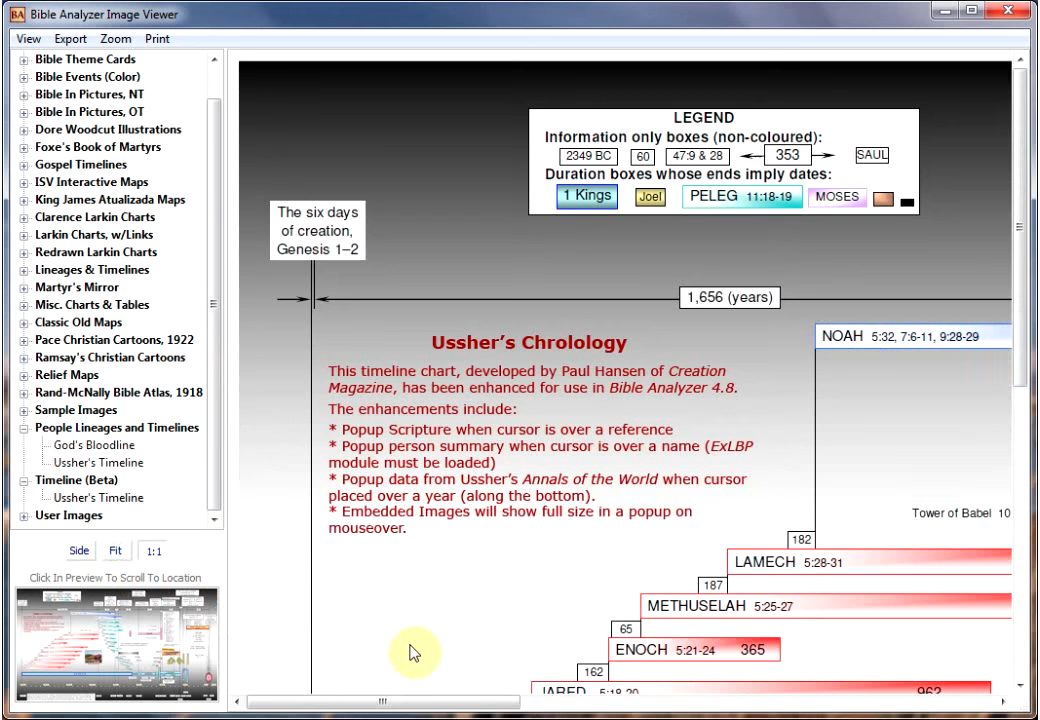 Bible Analyzer Image Viewer
View Export Zoom Print
Bible Theme Cards
Bible Events (Color)
Bible In Pictures, NT
Bible In Pictures, OT
Dore Woodcut Illustrations
Foxe's Book of Martyrs
Gospel Timelines
ISV Interactive Maps
King James Atualizada Maps
Clarence Larkin Charts
Larkin Charts, w/Links
Redrawn Larkin Charts
Lineages & Timelines
Martyr's Mirror
Misc. Charts & Tables
Classic Old Maps
Pace Christian Cartoons, 1922
Ramsay's Christian Cartoons
Relief Maps
Rand-McNally Bible Atlas, 1918
Sample Images
People Lineages and Timelines
God's Bloodline
Ussher's Timeline
Timeline (Beta)
Ussher's Timeline
User Images
Side Fit 1:1
Click In Preview To Scroll To Location
LEGEND
Information only boxes (non-coloured):
2349 BC 60 47:9 & 28 353 SAUL
Duration boxes whose ends imply dates:
1 Kings Joel PELEG 11:18-19 MOSES
The six days
of creation,
Genesis 1–2
1,656 (years)
NOAH 5:32, 7:6-11, 9:28-29
Ussher's Chrolology
This timeline chart, developed by Paul Hansen of Creation
Magazine, has been enhanced for use in Bible Analyzer 4.8.
The enhancements include:
* Popup Scripture when cursor is over a reference
* Popup person summary when cursor is over a name (ExLBP
module must be loaded)
* Popup data from Ussher's Annals of the World when cursor
placed over a year (along the bottom).
* Embedded Images will show full size in a popup on
mouseover.
Tower of Babel 10
182
LAMECH 5:28-31
187
METHUSELAH 5:25-27
65
ENOCH 5:21-24 365
162
JARED 5:18-20 962